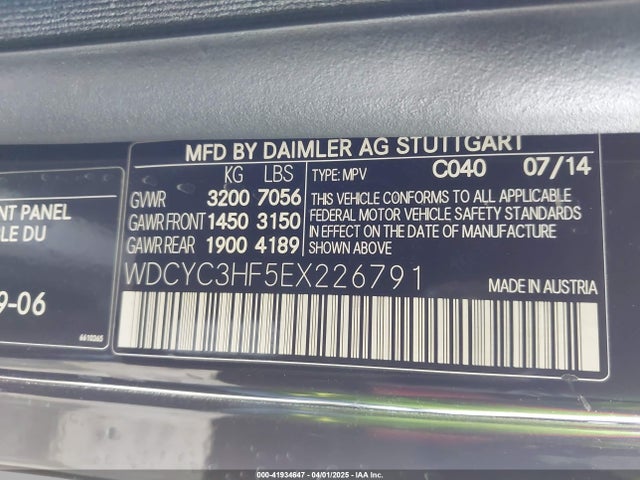 MFD BY DAIMLER AG STUTTGART
KG LBS TYPE: MPV C040 07/14
GVWR 3200 7056
GAWR FRONT 1450 3150
GAWR REAR 1900 4189
THIS VEHICLE CONFORMS TO ALL APPLICABLE
FEDERAL MOTOR VEHICLE SAFETY STANDARDS
IN EFFECT ON THE DATE OF MANUFACTURE
SHOWN ABOVE.
WDCYC3HF5EX226791
MADE IN AUSTRIA
NT PANEL
LE DU
9-06
6610265
000-41934647 - 04/01/2025 - IAA Inc.